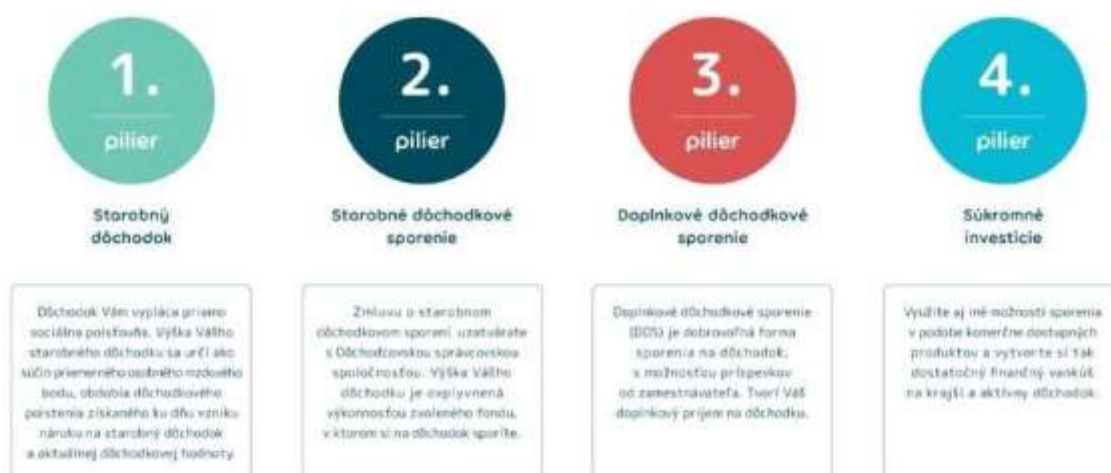 1.
pilier
Starobný
dôchodok
Dôchodok Vám vypláca priamo
sociálna poisťovňa. Výška Vášho
starobného dôchodku sa určí ako
súčin priemerného osobného mzdového
bodu, obdobia dôchodkového
poistenia získaného ku dňu vzniku
nároku na starobný dôchodok
a aktuálnej dôchodkovej hodnoty.
2.
pilier
Starobné dôchodkové
sporenie
Zmluvu o starobnom
dôchodkovom sporení uzatvárate
s Dôchodcovskou správcovskou
spoločnosťou. Výška Vášho
dôchodku je ovplyvnená
výkonnosťou zvoleného fondu,
v ktorom si na dôchodok sporíte.
3.
pilier
Doplnkové dôchodkové
sporenie
Doplnkové dôchodkové sporenie
(DDS) je dobrovoľná forma
sporenia na dôchodok,
s možnosťou príspevkov
od zamestnávateľa. Tvorí Váš
doplnkový príjem na dôchodku.
4.
pilier
Súkromné
investície
Využite aj iné možnosti sporenia
v podobe komerčne dostupných
produktov a vytvorte si tak
dostatočný finančný vankúš
na krajší a aktívny dôchodok.